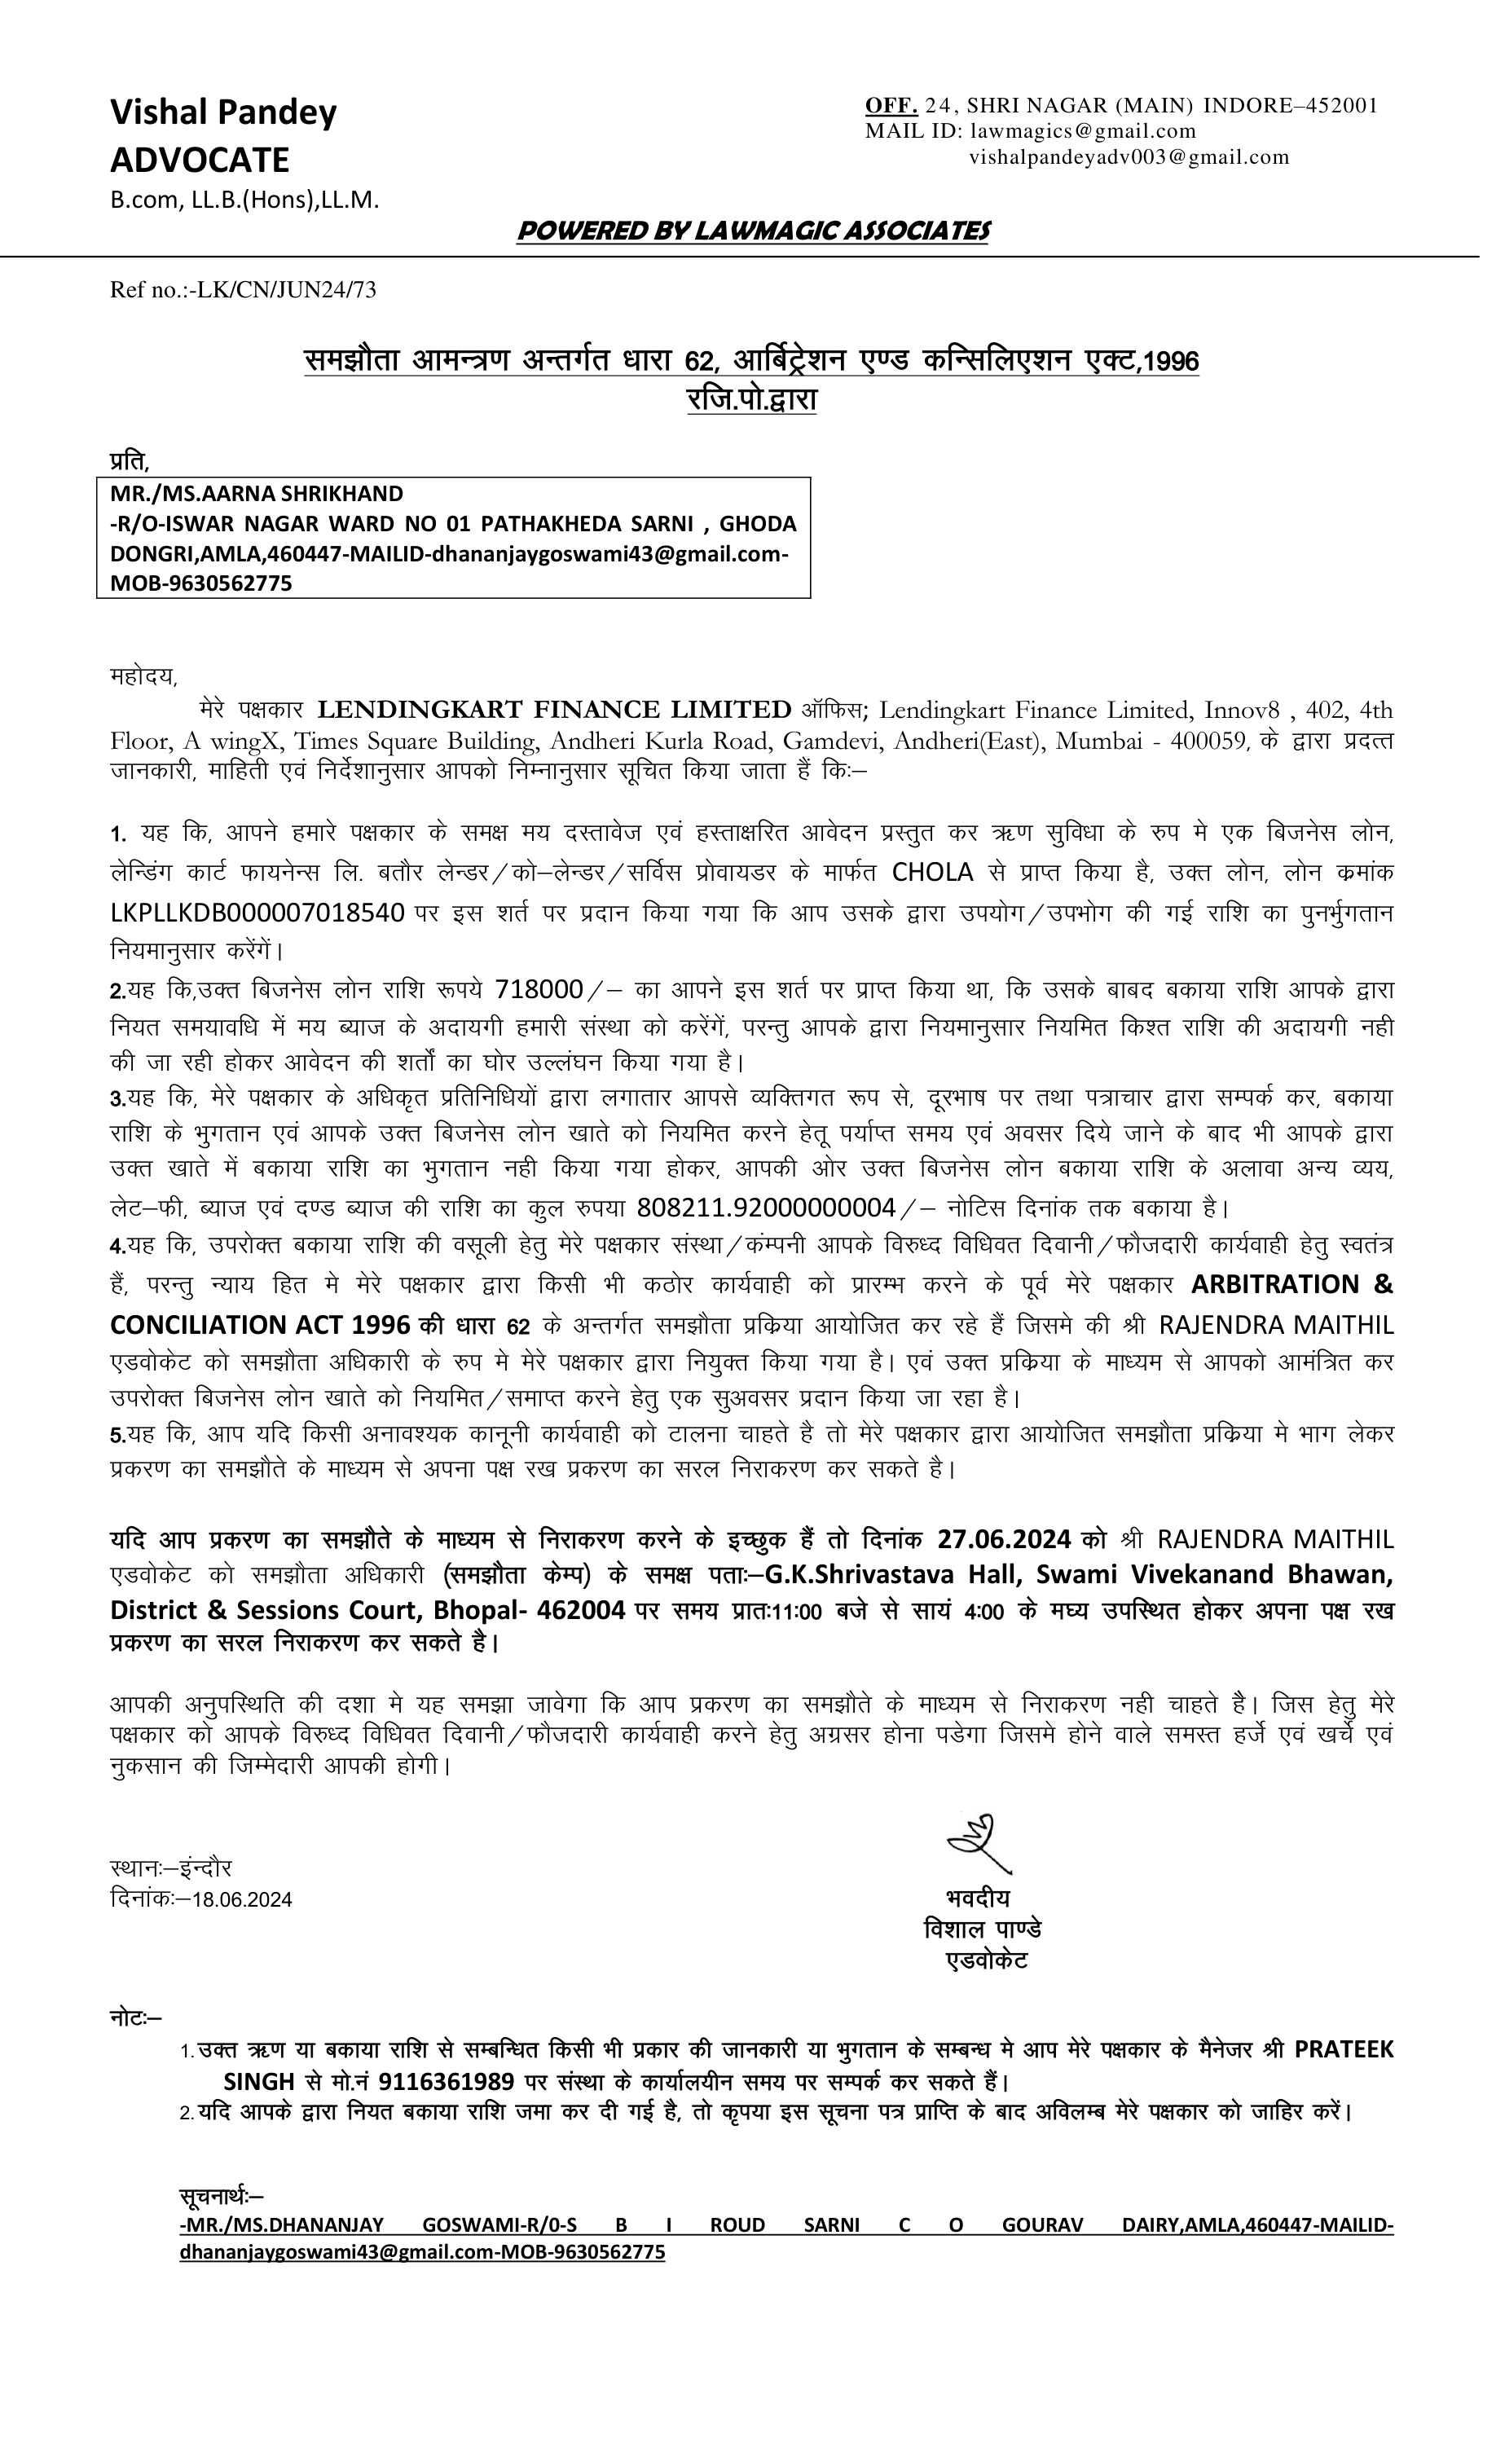 Vishal Pandey
ADVOCATE
B.com, LL.B.(Hons),LL.M.
OFF. 24, SHRI NAGAR (MAIN) INDORE–452001
MAIL ID: lawmagics@gmail.com
vishalpandeyadv003@gmail.com
POWERED BY LAWMAGIC ASSOCIATES
Ref no.:-LK/CN/JUN24/73
समझौता आमन्त्रण अन्तर्गत धारा 62, आर्बिट्रेशन एण्ड कन्सिलिएशन एक्ट,1996
रजि.पो.द्वारा
प्रति,
MR./MS.AARNA SHRIKHAND
-R/O-ISWAR NAGAR WARD NO 01 PATHAKHEDA SARNI , GHODA
DONGRI,AMLA,460447-MAILID-dhananjaygoswami43@gmail.com-
MOB-9630562775
महोदय,
मेरे पक्षकार LENDINGKART FINANCE LIMITED ऑफिस; Lendingkart Finance Limited, Innov8 , 402, 4th
Floor, A wingX, Times Square Building, Andheri Kurla Road, Gamdevi, Andheri(East), Mumbai - 400059, के द्वारा प्रदत्त
जानकारी, माहिती एवं निर्देशानुसार आपको निम्नानुसार सूचित किया जाता हैं कि:–
1. यह कि, आपने हमारे पक्षकार के समक्ष मय दस्तावेज एवं हस्ताक्षरित आवेदन प्रस्तुत कर ऋण सुविधा के रुप मे एक बिजनेस लोन,
लेन्डिंग कार्ट फायनेन्स लि. बतौर लेन्डर/को–लेन्डर/सर्विस प्रोवायडर के मार्फत CHOLA से प्राप्त किया है, उक्त लोन, लोन क्रमांक
LKPLLKDB000007018540 पर इस शर्त पर प्रदान किया गया कि आप उसके द्वारा उपयोग/उपभोग की गई राशि का पुनर्भुगतान
नियमानुसार करेंगें।
2.यह कि,उक्त बिजनेस लोन राशि रूपये 718000/– का आपने इस शर्त पर प्राप्त किया था, कि उसके बाबद बकाया राशि आपके द्वारा
नियत समयावधि में मय ब्याज के अदायगी हमारी संस्था को करेंगें, परन्तु आपके द्वारा नियमानुसार नियमित किश्त राशि की अदायगी नही
की जा रही होकर आवेदन की शर्तों का घोर उल्लंघन किया गया है।
3.यह कि, मेरे पक्षकार के अधिकृत प्रतिनिधियों द्वारा लगातार आपसे व्यक्तिगत रूप से, दूरभाष पर तथा पत्राचार द्वारा सम्पर्क कर, बकाया
राशि के भुगतान एवं आपके उक्त बिजनेस लोन खाते को नियमित करने हेतू पर्याप्त समय एवं अवसर दिये जाने के बाद भी आपके द्वारा
उक्त खाते में बकाया राशि का भुगतान नही किया गया होकर, आपकी ओर उक्त बिजनेस लोन बकाया राशि के अलावा अन्य व्यय,
लेट–फी, ब्याज एवं दण्ड ब्याज की राशि का कुल रुपया 808211.92000000004/– नोटिस दिनांक तक बकाया है।
4.यह कि, उपरोक्त बकाया राशि की वसूली हेतु मेरे पक्षकार संस्था/कंम्पनी आपके विरुध्द विधिवत दिवानी/फौजदारी कार्यवाही हेतु स्वतंत्र
हैं, परन्तु न्याय हित मे मेरे पक्षकार द्वारा किसी भी कठोर कार्यवाही को प्रारम्भ करने के पूर्व मेरे पक्षकार ARBITRATION &
CONCILIATION ACT 1996 की धारा 62 के अन्तर्गत समझौता प्रक्रिया आयोजित कर रहे हैं जिसमे की श्री RAJENDRA MAITHIL
एडवोकेट को समझौता अधिकारी के रुप मे मेरे पक्षकार द्वारा नियुक्त किया गया है। एवं उक्त प्रक्रिया के माध्यम से आपको आमंत्रित कर
उपरोक्त बिजनेस लोन खाते को नियमित/समाप्त करने हेतु एक सुअवसर प्रदान किया जा रहा है।
5.यह कि, आप यदि किसी अनावश्यक कानूनी कार्यवाही को टालना चाहते है तो मेरे पक्षकार द्वारा आयोजित समझौता प्रक्रिया मे भाग लेकर
प्रकरण का समझौते के माध्यम से अपना पक्ष रख प्रकरण का सरल निराकरण कर सकते है।
यदि आप प्रकरण का समझौते के माध्यम से निराकरण करने के इच्छुक हैं तो दिनांक 27.06.2024 को श्री RAJENDRA MAITHIL
एडवोकेट को समझौता अधिकारी (समझौता केम्प) के समक्ष पता:–G.K.Shrivastava Hall, Swami Vivekanand Bhawan,
District & Sessions Court, Bhopal- 462004 पर समय प्रात:11:00 बजे से सायं 4:00 के मघ्य उपस्थित होकर अपना पक्ष रख
प्रकरण का सरल निराकरण कर सकते है।
आपकी अनुपस्थिति की दशा मे यह समझा जावेगा कि आप प्रकरण का समझौते के माध्यम से निराकरण नही चाहते है। जिस हेतु मेरे
पक्षकार को आपके विरुध्द विधिवत दिवानी/फौजदारी कार्यवाही करने हेतु अग्रसर होना पडेगा जिसमे होने वाले समस्त हर्जे एवं खर्चे एवं
नुकसान की जिम्मेदारी आपकी होगी।
स्थान:–इंन्दौर
दिनांक:–18.06.2024
भवदीय
विशाल पाण्डे
एडवोकेट
नोट:–
1. उक्त ऋण या बकाया राशि से सम्बन्धित किसी भी प्रकार की जानकारी या भुगतान के सम्बन्ध मे आप मेरे पक्षकार के मैनेजर श्री PRATEEK
SINGH से मो.नं 9116361989 पर संस्था के कार्यालयीन समय पर सम्पर्क कर सकते हैं।
2. यदि आपके द्वारा नियत बकाया राशि जमा कर दी गई है, तो कृपया इस सूचना पत्र प्राप्ति के बाद अविलम्ब मेरे पक्षकार को जाहिर करें।
सूचनार्थ:–
-MR./MS.DHANANJAY GOSWAMI-R/0-S B I ROUD SARNI C O GOURAV DAIRY,AMLA,460447-MAILID-
dhananjaygoswami43@gmail.com-MOB-9630562775